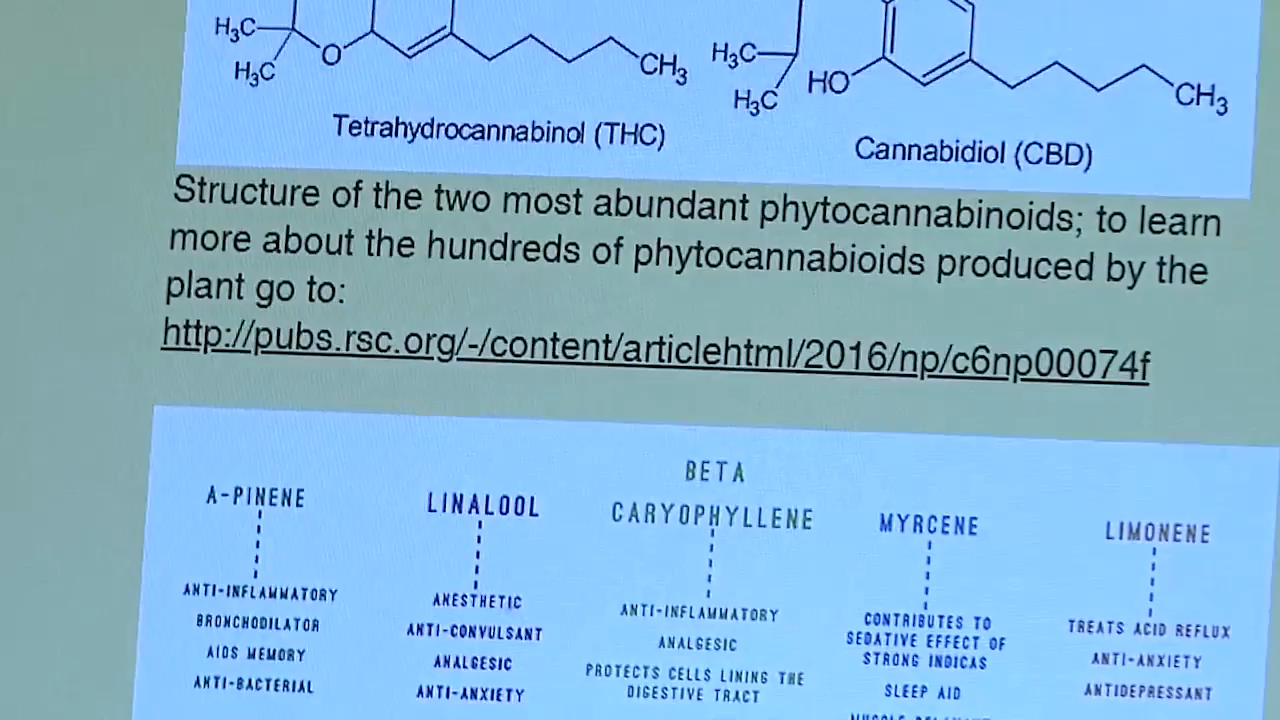 H₃C
H₃C
O
CH₃
H₃C
H₃C
HO
CH₃
Tetrahydrocannabinol (THC)
Cannabidiol (CBD)
Structure of the two most abundant phytocannabinoids; to learn
more about the hundreds of phytocannabioids produced by the
plant go to:
http://pubs.rsc.org/-/content/articlehtml/2016/np/c6np00074f
A-PINENE
ANTI-INFLAMMATORY
BRONCHODILATOR
AIDS MEMORY
ANTI-BACTERIAL
LINALOOL
ANESTHETIC
ANTI-CONVULSANT
ANALGESIC
ANTI-ANXIETY
BETA
CARYOPHYLLENE
ANTI-INFLAMMATORY
ANALGESIC
PROTECTS CELLS LINING THE
DIGESTIVE TRACT
MYRCENE
CONTRIBUTES TO
SEDATIVE EFFECT OF
STRONG INDICAS
SLEEP AID
LIMONENE
TREATS ACID REFLUX
ANTI-ANXIETY
ANTIDEPRESSANT